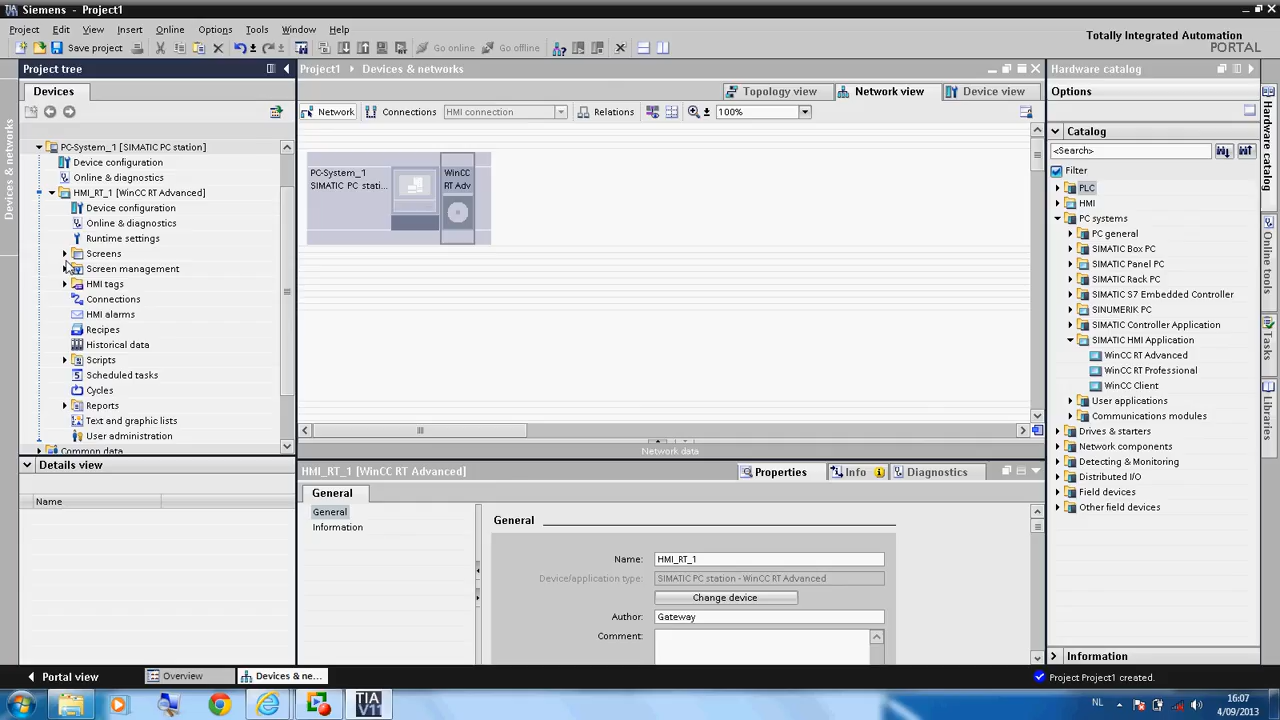 Siemens - Project1
Project Edit View Insert Online Options Tools Window Help
Totally Integrated Automation
PORTAL
Save project
Go online
Go offline
Project tree
Project1
Devices & networks
Hardware catalog
Devices
Topology view
Network view
Device view
Options
Network
Connections
HMI connection
Relations
100%
Catalog
<Search>
Filter
PC-System_1 [SIMATIC PC station]
Device configuration
Online & diagnostics
HMI_RT_1 [WinCC RT Advanced]
Device configuration
Online & diagnostics
Runtime settings
Screens
Screen management
HMI tags
Connections
HMI alarms
Recipes
Historical data
Scripts
Scheduled tasks
Cycles
Reports
Text and graphic lists
User administration
Common data
PC-System_1
SIMATIC PC stati...
WinCC
RT Adv
Network data
PLC
HMI
PC systems
PC general
SIMATIC Box PC
SIMATIC Panel PC
SIMATIC Rack PC
SIMATIC S7 Embedded Controller
SINUMERIK PC
SIMATIC Controller Application
SIMATIC HMI Application
WinCC RT Advanced
WinCC RT Professional
WinCC Client
User applications
Communications modules
Drives & starters
Network components
Detecting & Monitoring
Distributed I/O
Field devices
Other field devices
Information
Devices & networks
Hardware catalog
Online tools
Tasks
Libraries
Details view
Name
HMI_RT_1 [WinCC RT Advanced]
Properties
Info
Diagnostics
General
General
Information
General
Name:
HMI_RT_1
Device/application type:
SIMATIC PC station - WinCC RT Advanced
Change device
Author:
Gateway
Comment:
Portal view
Overview
Devices & ne...
Project Project1 created.
TIA
V11
NL
16:07
4/09/2013